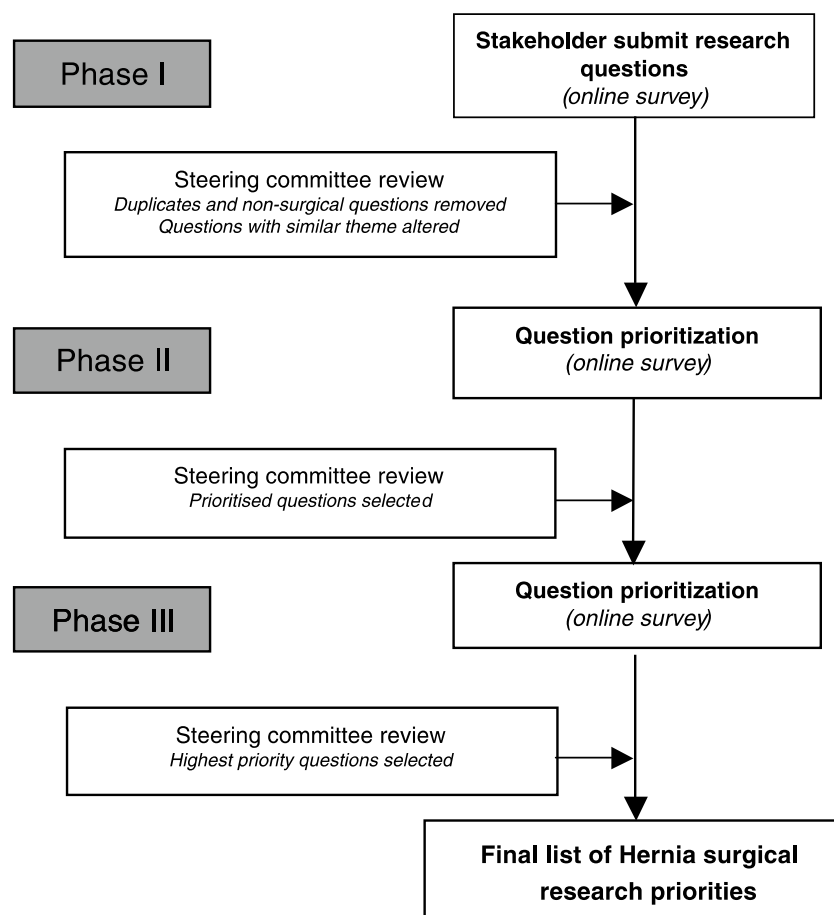 Phase I
Stakeholder submit research
questions
(online survey)
Steering committee review
Duplicates and non-surgical questions removed
Questions with similar theme altered
Phase II
Question prioritization
(online survey)
Steering committee review
Prioritised questions selected
Phase III
Question prioritization
(online survey)
Steering committee review
Highest priority questions selected
Final list of Hernia surgical
research priorities